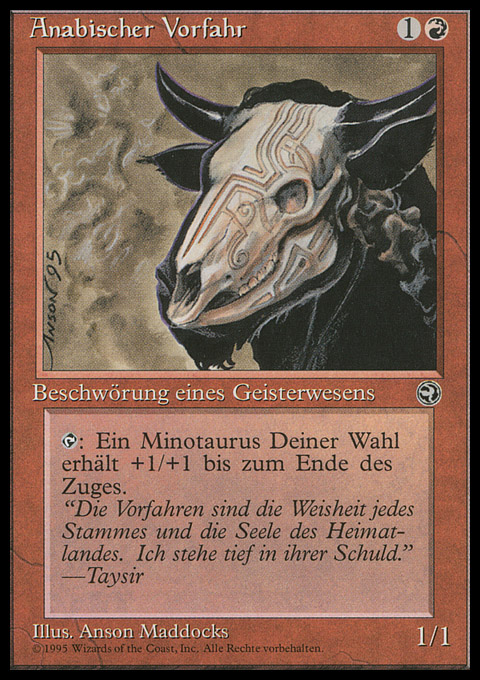 Anabischer Vorfahr 1
ANSON 95
Beschwörung eines Geisterwesens
: Ein Minotaurus Deiner Wahl
erhält +1/+1 bis zum Ende des
Zuges.
“Die Vorfahren sind die Weisheit jedes
Stammes und die Seele des Heimat-
landes. Ich stehe tief in ihrer Schuld.”
—Taysir
Illus. Anson Maddocks
1/1
©1995 Wizards of the Coast, Inc. Alle Rechte vorbehalten.